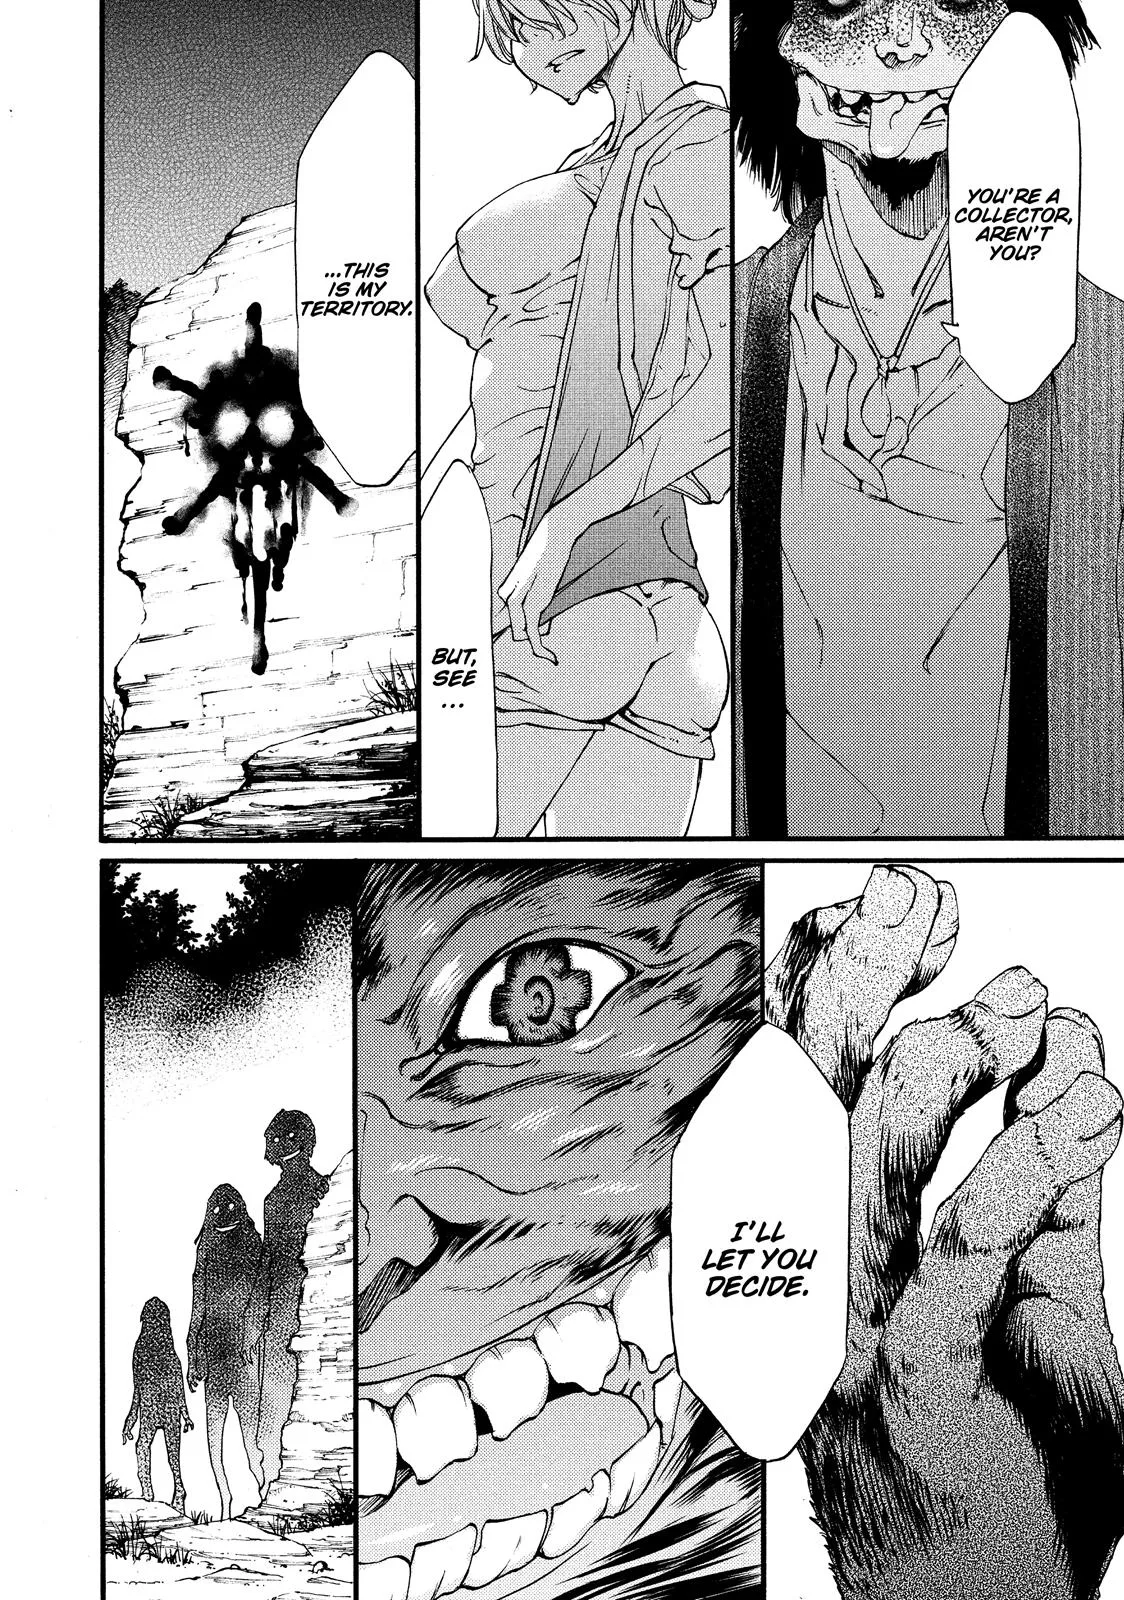 YOU'RE A
COLLECTOR,
AREN'T
YOU?
BUT,
SEE
...
...THIS
IS MY
TERRITORY.
I'LL
LET YOU
DECIDE.